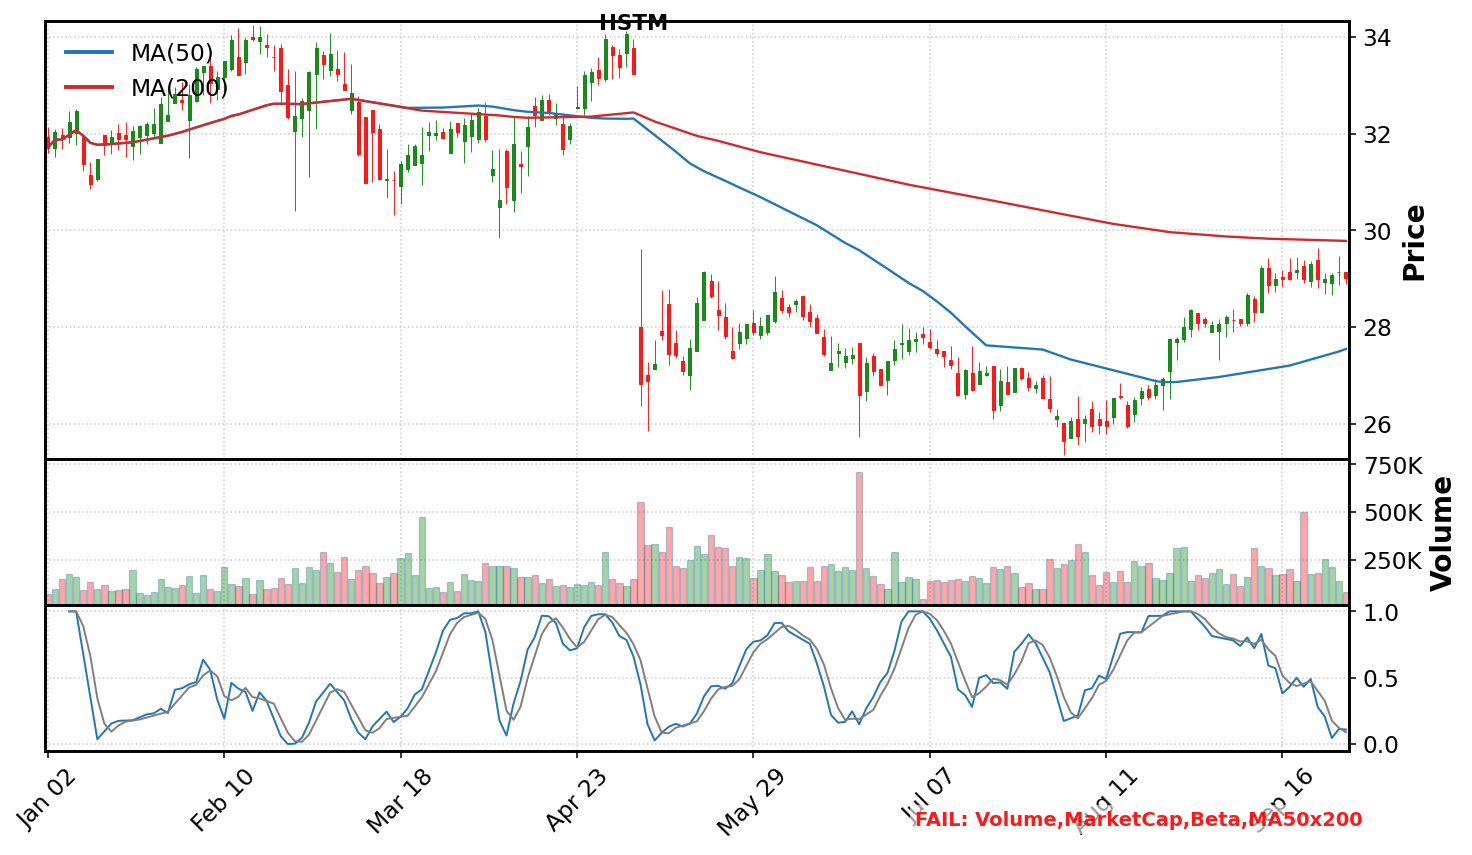 HSTM
MA(50)
MA(200)
34
32
30
28
26
Price
750K
500K
250K
Volume
1.0
0.5
0.0
Jan 02
Feb 10
Mar 18
Apr 23
May 29
Jul 07
Aug 11
Sep 16
FAIL: Volume,MarketCap,Beta,MA50x200